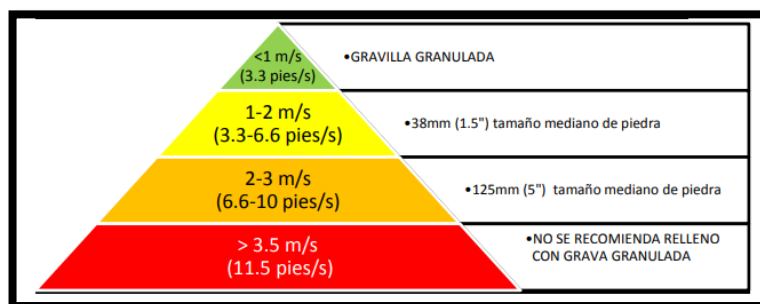 <1 m/s
(3.3 pies/s)
•GRAVILLA GRANULADA
1-2 m/s
(3.3-6.6 pies/s)
•38mm (1.5") tamaño mediano de piedra
2-3 m/s
(6.6-10 pies/s)
•125mm (5") tamaño mediano de piedra
> 3.5 m/s
(11.5 pies/s)
•NO SE RECOMIENDA RELLENO
CON GRAVA GRANULADA